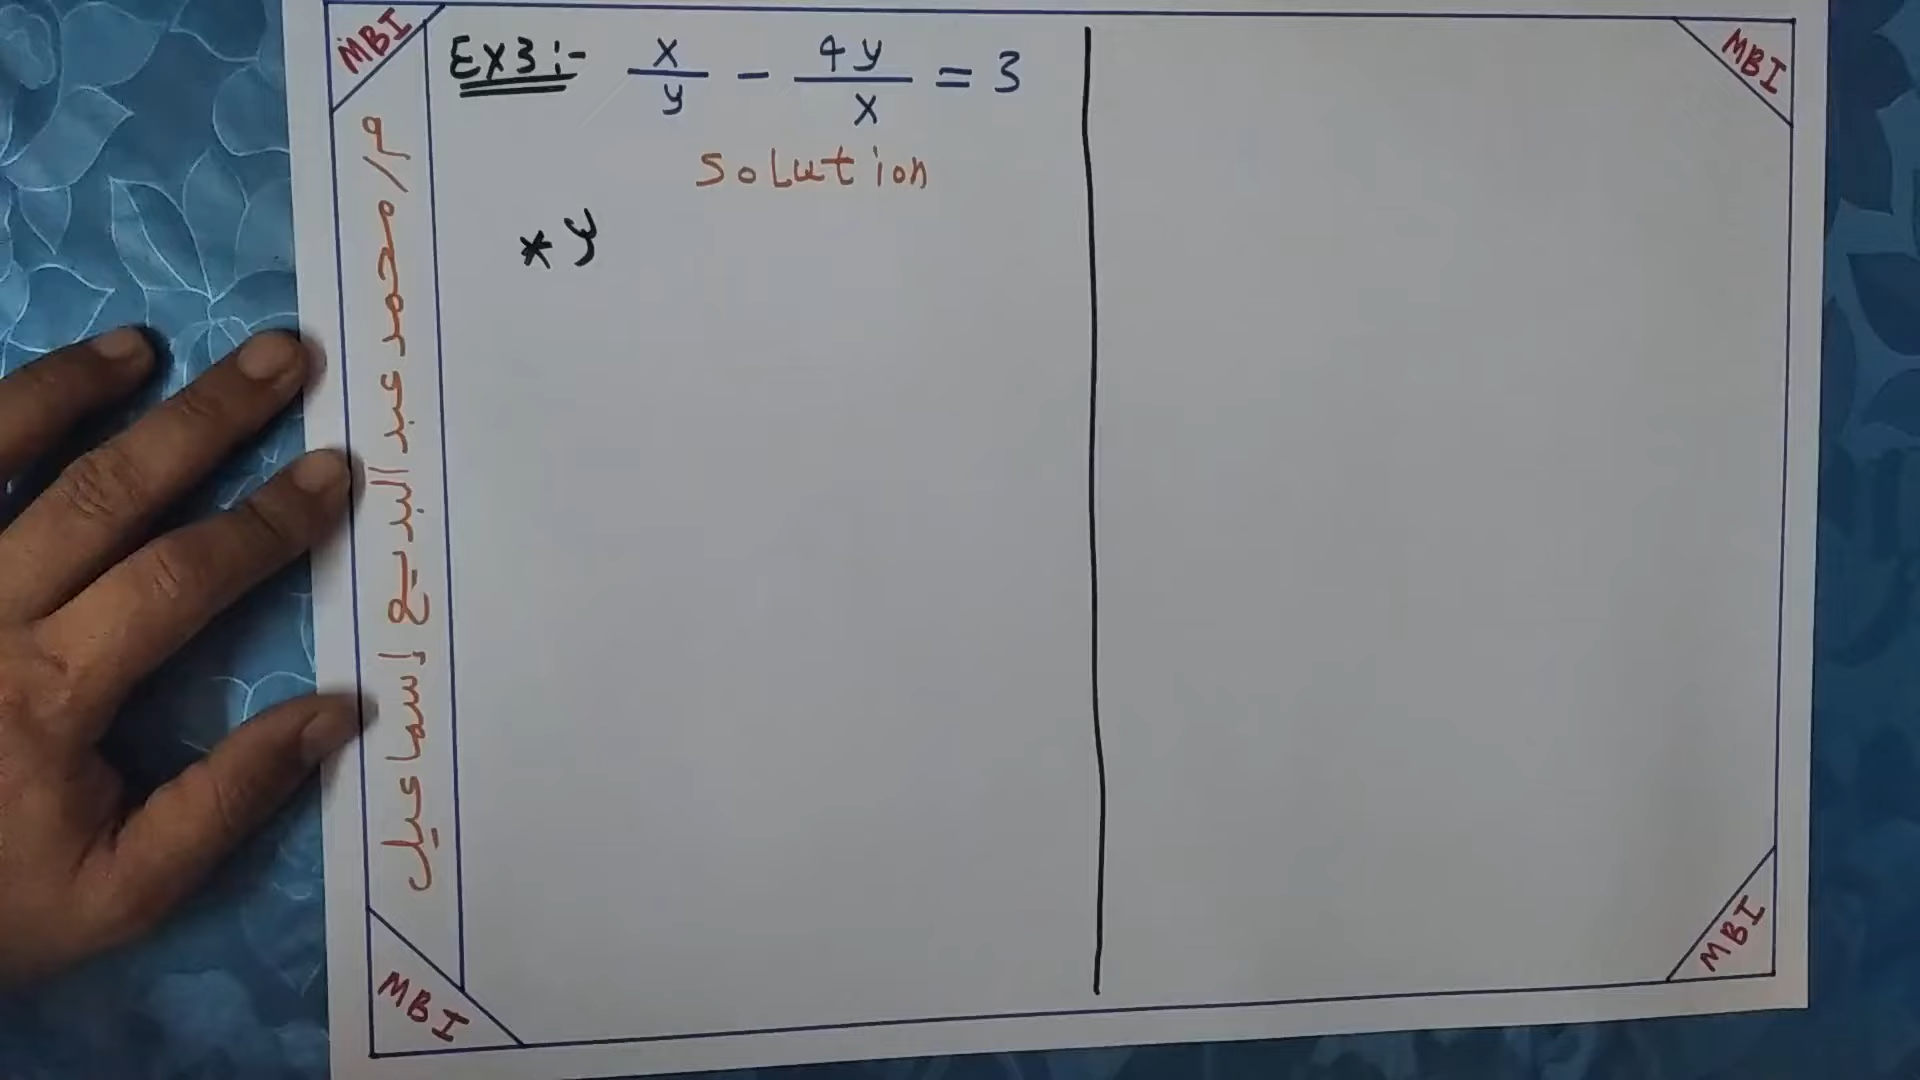 MBI
Ex3:- x/y - 4y/x = 3
MBI
Solution
* y
م/محمد عبد البديع إسماعيل
MBI
MBI